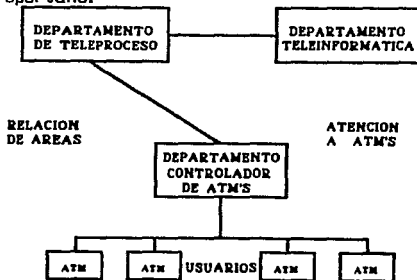 DEPARTAMENTO
DE TELEPROCESO
DEPARTAMENTO
TELEINFORMATICA
RELACION
DE AREAS
ATENCION
A ATM'S
DEPARTAMENTO
CONTROLADOR
DE ATM'S
ATM ATM USUARIOS ATM ATM